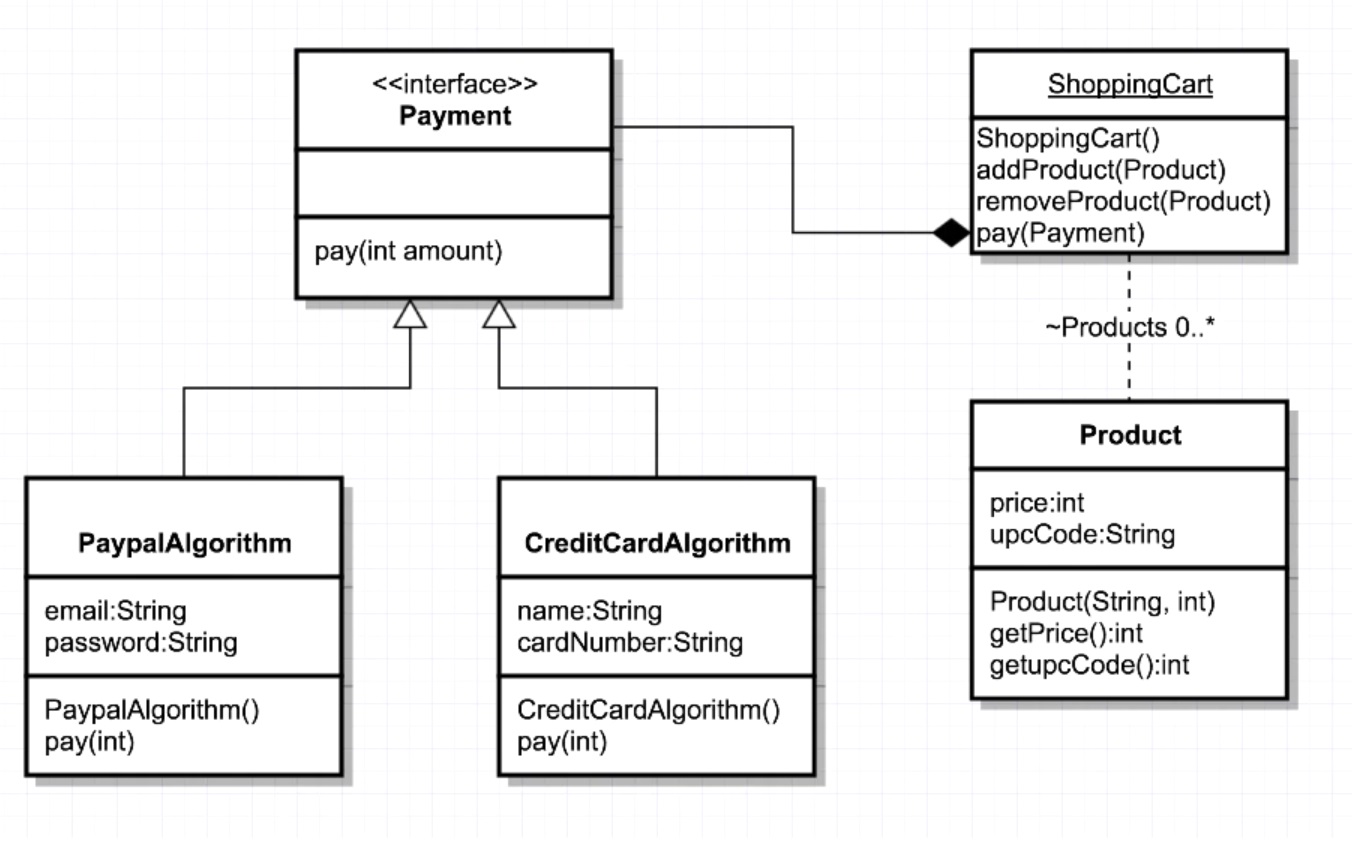 <<interface>>
Payment
pay(int amount)
ShoppingCart
ShoppingCart()
addProduct(Product)
removeProduct(Product)
pay(Payment)
~Products 0..*
Product
price:int
upcCode:String
Product(String, int)
getPrice():int
getupcCode():int
PaypalAlgorithm
email:String
password:String
PaypalAlgorithm()
pay(int)
CreditCardAlgorithm
name:String
cardNumber:String
CreditCardAlgorithm()
pay(int)